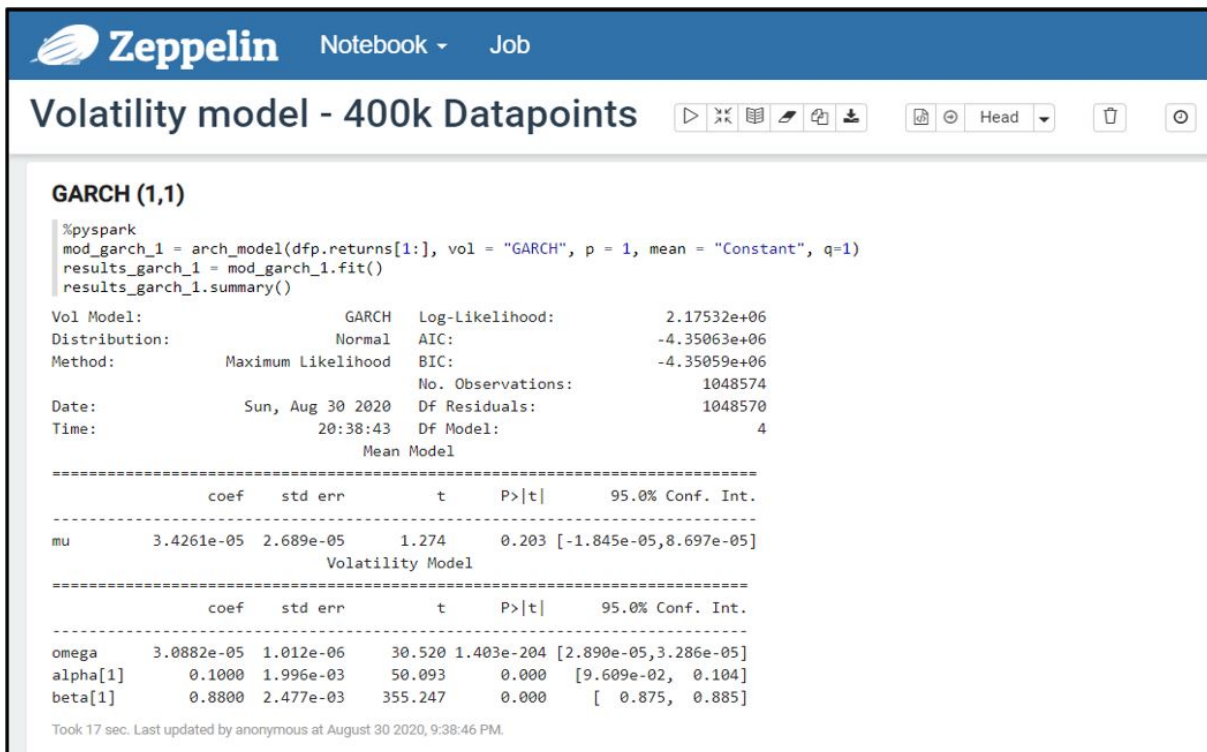 Zeppelin Notebook Job
Volatility model - 400k Datapoints Head
GARCH (1,1)
%pyspark
mod_garch_1 = arch_model(dfp.returns[1:], vol = "GARCH", p = 1, mean = "Constant", q=1)
results_garch_1 = mod_garch_1.fit()
results_garch_1.summary()
Vol Model: GARCH Log-Likelihood: 2.17532e+06
Distribution: Normal AIC: -4.35063e+06
Method: Maximum Likelihood BIC: -4.35059e+06
No. Observations: 1048574
Date: Sun, Aug 30 2020 Df Residuals: 1048570
Time: 20:38:43 Df Model: 4
Mean Model
===========================================================================
coef std err t P>|t| 95.0% Conf. Int.
---------------------------------------------------------------------------
mu 3.4261e-05 2.689e-05 1.274 0.203 [-1.845e-05,8.697e-05]
Volatility Model
==========================================================================
coef std err t P>|t| 95.0% Conf. Int.
--------------------------------------------------------------------------
omega 3.0882e-05 1.012e-06 30.520 1.403e-204 [2.890e-05,3.286e-05]
alpha[1] 0.1000 1.996e-03 50.093 0.000 [9.609e-02, 0.104]
beta[1] 0.8800 2.477e-03 355.247 0.000 [ 0.875, 0.885]
Took 17 sec. Last updated by anonymous at August 30 2020, 9:38:46 PM.